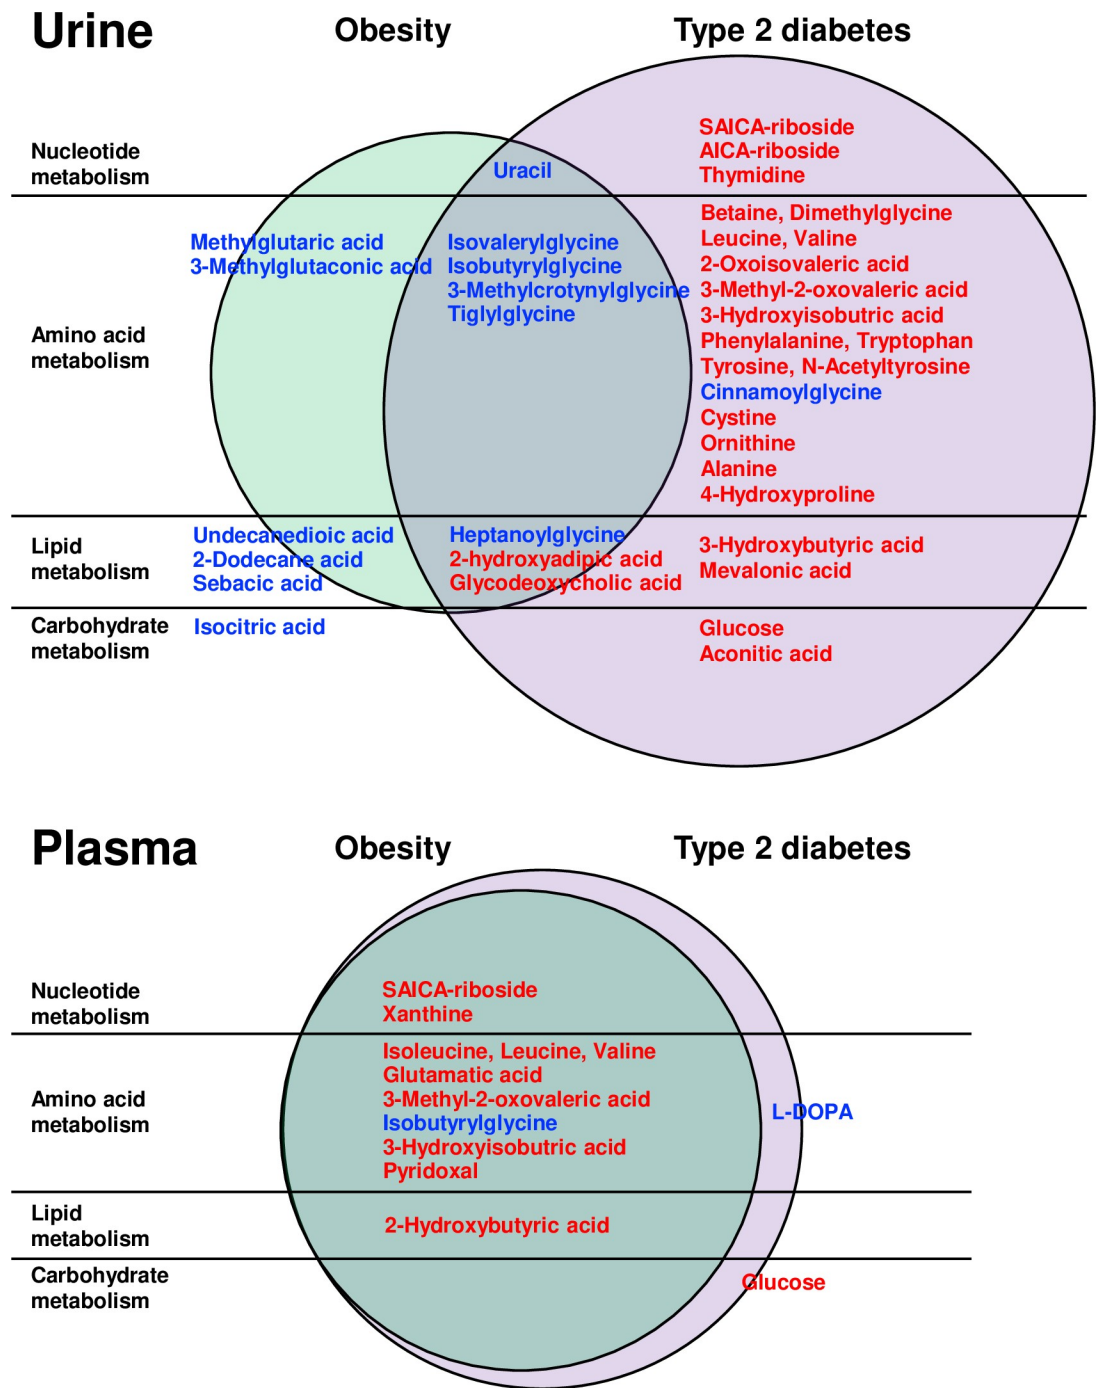 Urine
Obesity
Type 2 diabetes
Nucleotide
metabolism
Uracil
SAICA-riboside
AICA-riboside
Thymidine
Amino acid
metabolism
Methylglutaric acid
3-Methylglutaconic acid
Isovalerylglycine
Isobutyrylglycine
3-Methylcrotynylglycine
Tiglylglycine
Betaine, Dimethylglycine
Leucine, Valine
2-Oxoisovaleric acid
3-Methyl-2-oxovaleric acid
3-Hydroxyisobutric acid
Phenylalanine, Tryptophan
Tyrosine, N-Acetyltyrosine
Cinnamoylglycine
Cystine
Ornithine
Alanine
4-Hydroxyproline
Lipid
metabolism
Undecanedioic acid
2-Dodecane acid
Sebacic acid
Heptanoylglycine
2-hydroxyadipic acid
Glycodeoxycholic acid
3-Hydroxybutyric acid
Mevalonic acid
Carbohydrate
metabolism
Isocitric acid
Glucose
Aconitic acid
Plasma
Obesity
Type 2 diabetes
Nucleotide
metabolism
SAICA-riboside
Xanthine
Amino acid
metabolism
Isoleucine, Leucine, Valine
Glutamatic acid
3-Methyl-2-oxovaleric acid
Isobutyrylglycine
3-Hydroxyisobutric acid
Pyridoxal
L-DOPA
Lipid
metabolism
2-Hydroxybutyric acid
Carbohydrate
metabolism
Glucose